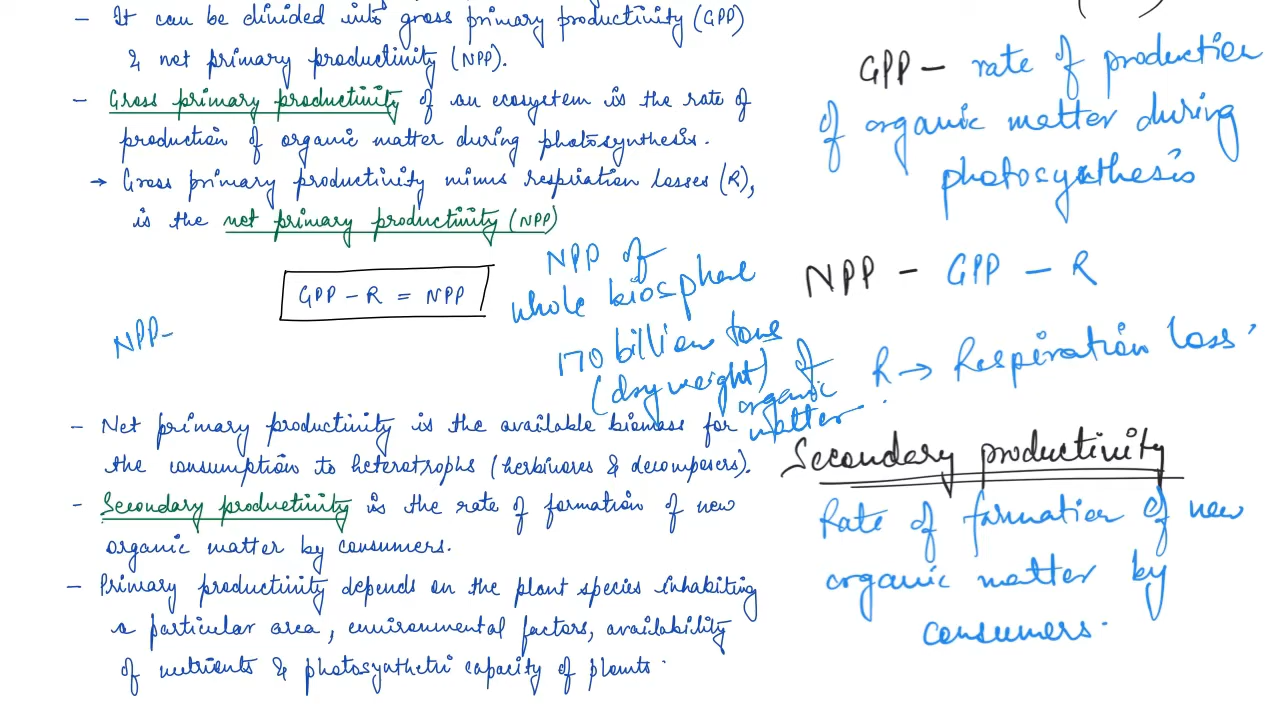 - It can be divided into gross primary productivity (GPP)
& net primary productivity (NPP).
- Gross primary productivity of an ecosystem is the rate of
production of organic matter during photosynthesis.
→ Gross primary productivity minus respiration losses (R),
is the net primary productivity (NPP)
GPP - R = NPP
NPP-
NPP of
whole biosphere
170 billion tons
(dry weight) of
organic
matter
- Net primary productivity is the available biomass for
the consumption to heterotrophs (herbivores & decomposers).
- Secondary productivity is the rate of formation of new
organic matter by consumers.
- Primary productivity depends on the plant species inhabiting
a particular area, environmental factors, availability
of nutrients & photosynthetic capacity of plants.
GPP - rate of production
of organic matter during
photosynthesis
NPP - GPP - R
R → Respiration loss
Secondary productivity
Rate of formation of new
organic matter by
consumers.